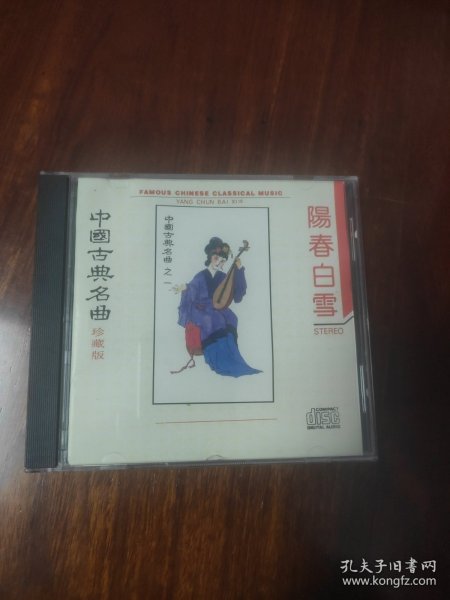 FAMOUS CHINESE CLASSICAL MUSIC
YANG CHUN BAI XUE
中國古典名曲
珍藏版
中國古典名曲之一
陽春白雪
STEREO
COMPACT
disc
DIGITAL AUDIO
孔夫子旧书网
www.kongfz.com